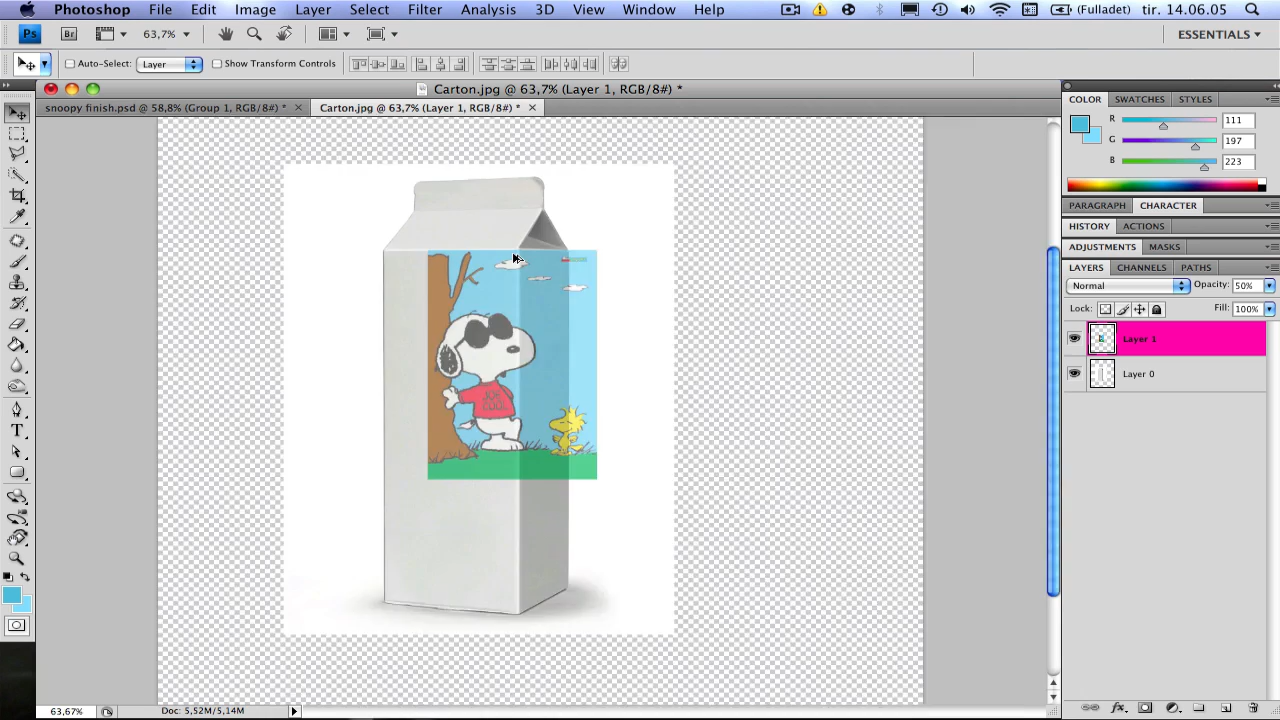 Photoshop File Edit Image Layer Select Filter Analysis 3D View Window Help (Fulladet) tir. 14.06.05
Ps Br 63,7% ESSENTIALS
Auto-Select: Layer Show Transform Controls
Carton.jpg @ 63,7% (Layer 1, RGB/8#) *
snoopy finish.psd @ 58,8% (Group 1, RGB/8#) * Carton.jpg @ 63,7% (Layer 1, RGB/8#) *
COLOR SWATCHES STYLES
R 111
G 197
B 223
PARAGRAPH CHARACTER
HISTORY ACTIONS
ADJUSTMENTS MASKS
LAYERS CHANNELS PATHS
Normal Opacity: 50%
Lock: Fill: 100%
Layer 1
Layer 0
JOE
COOL
63,67% Doc: 5,52M/5,14M